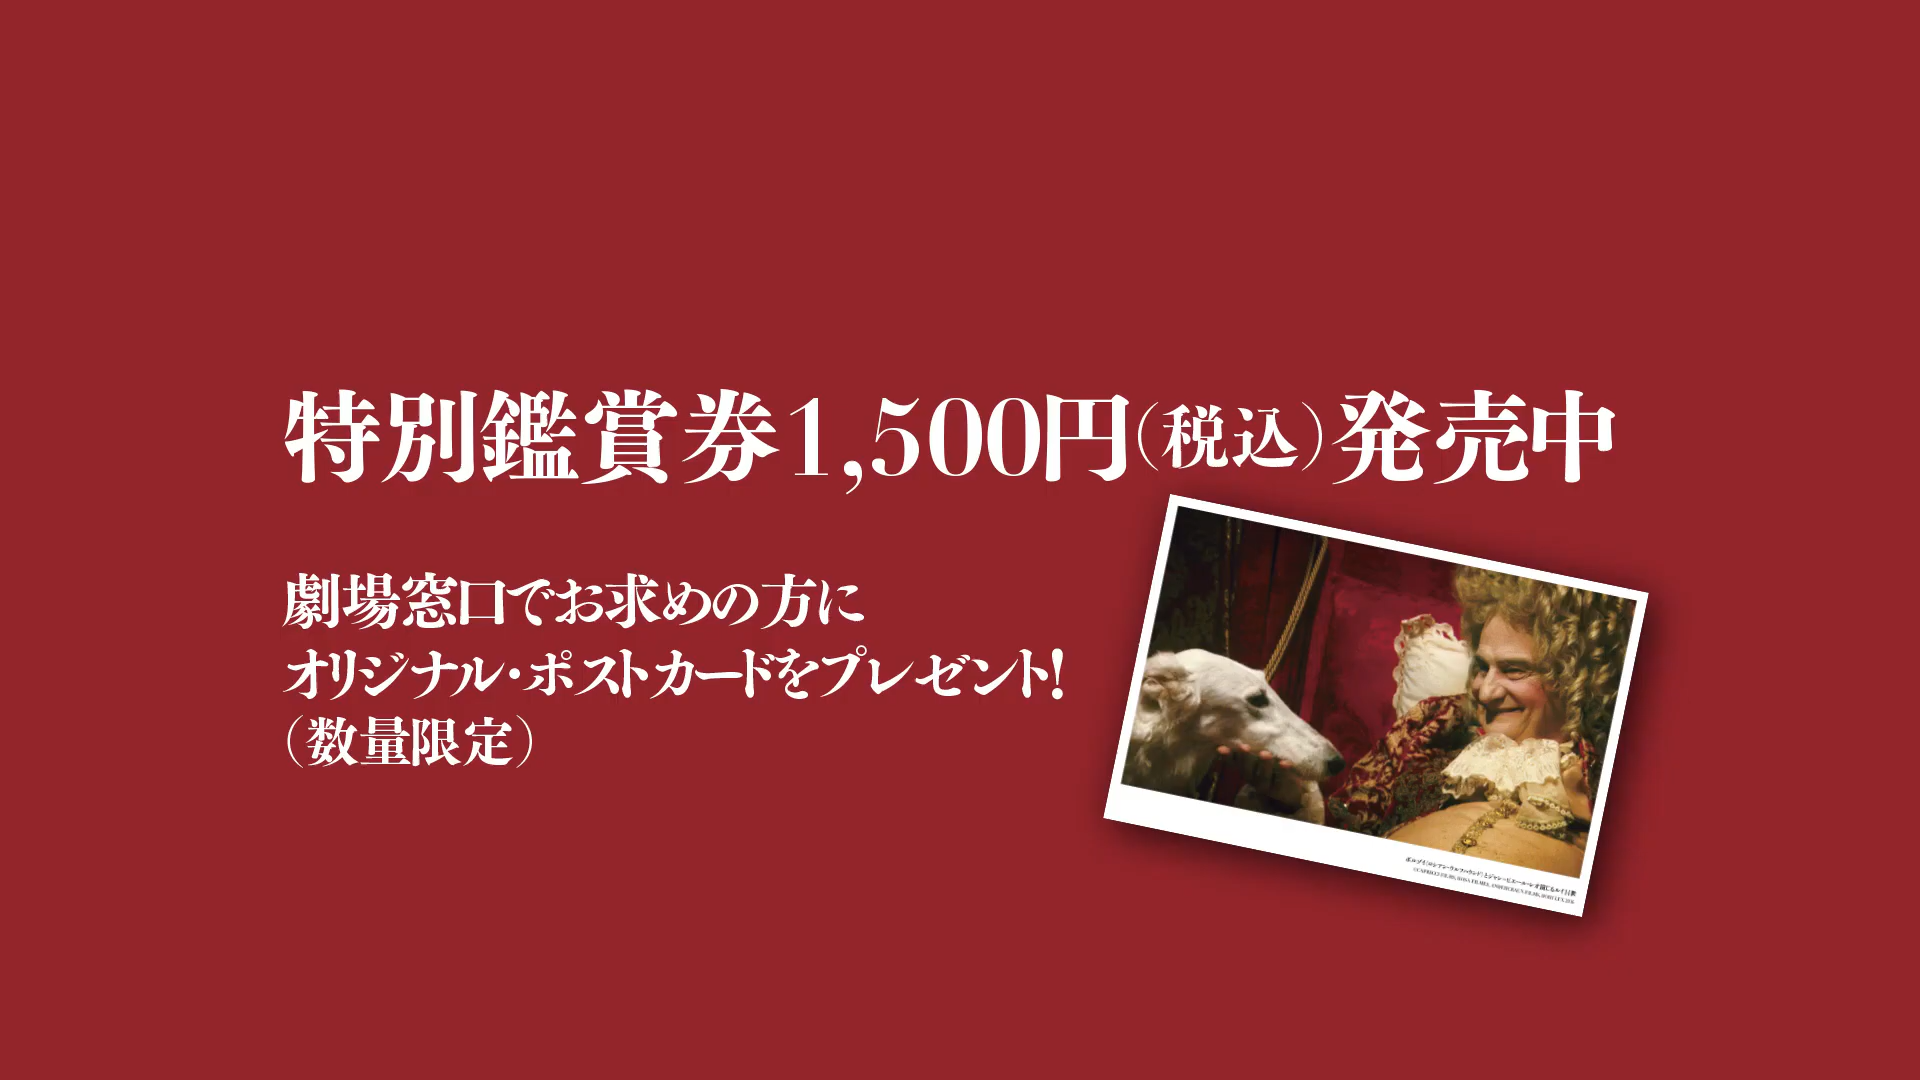 特別鑑賞券1,500円（税込）発売中
劇場窓口でお求めの方に
オリジナル・ポストカードをプレゼント！
（数量限定）